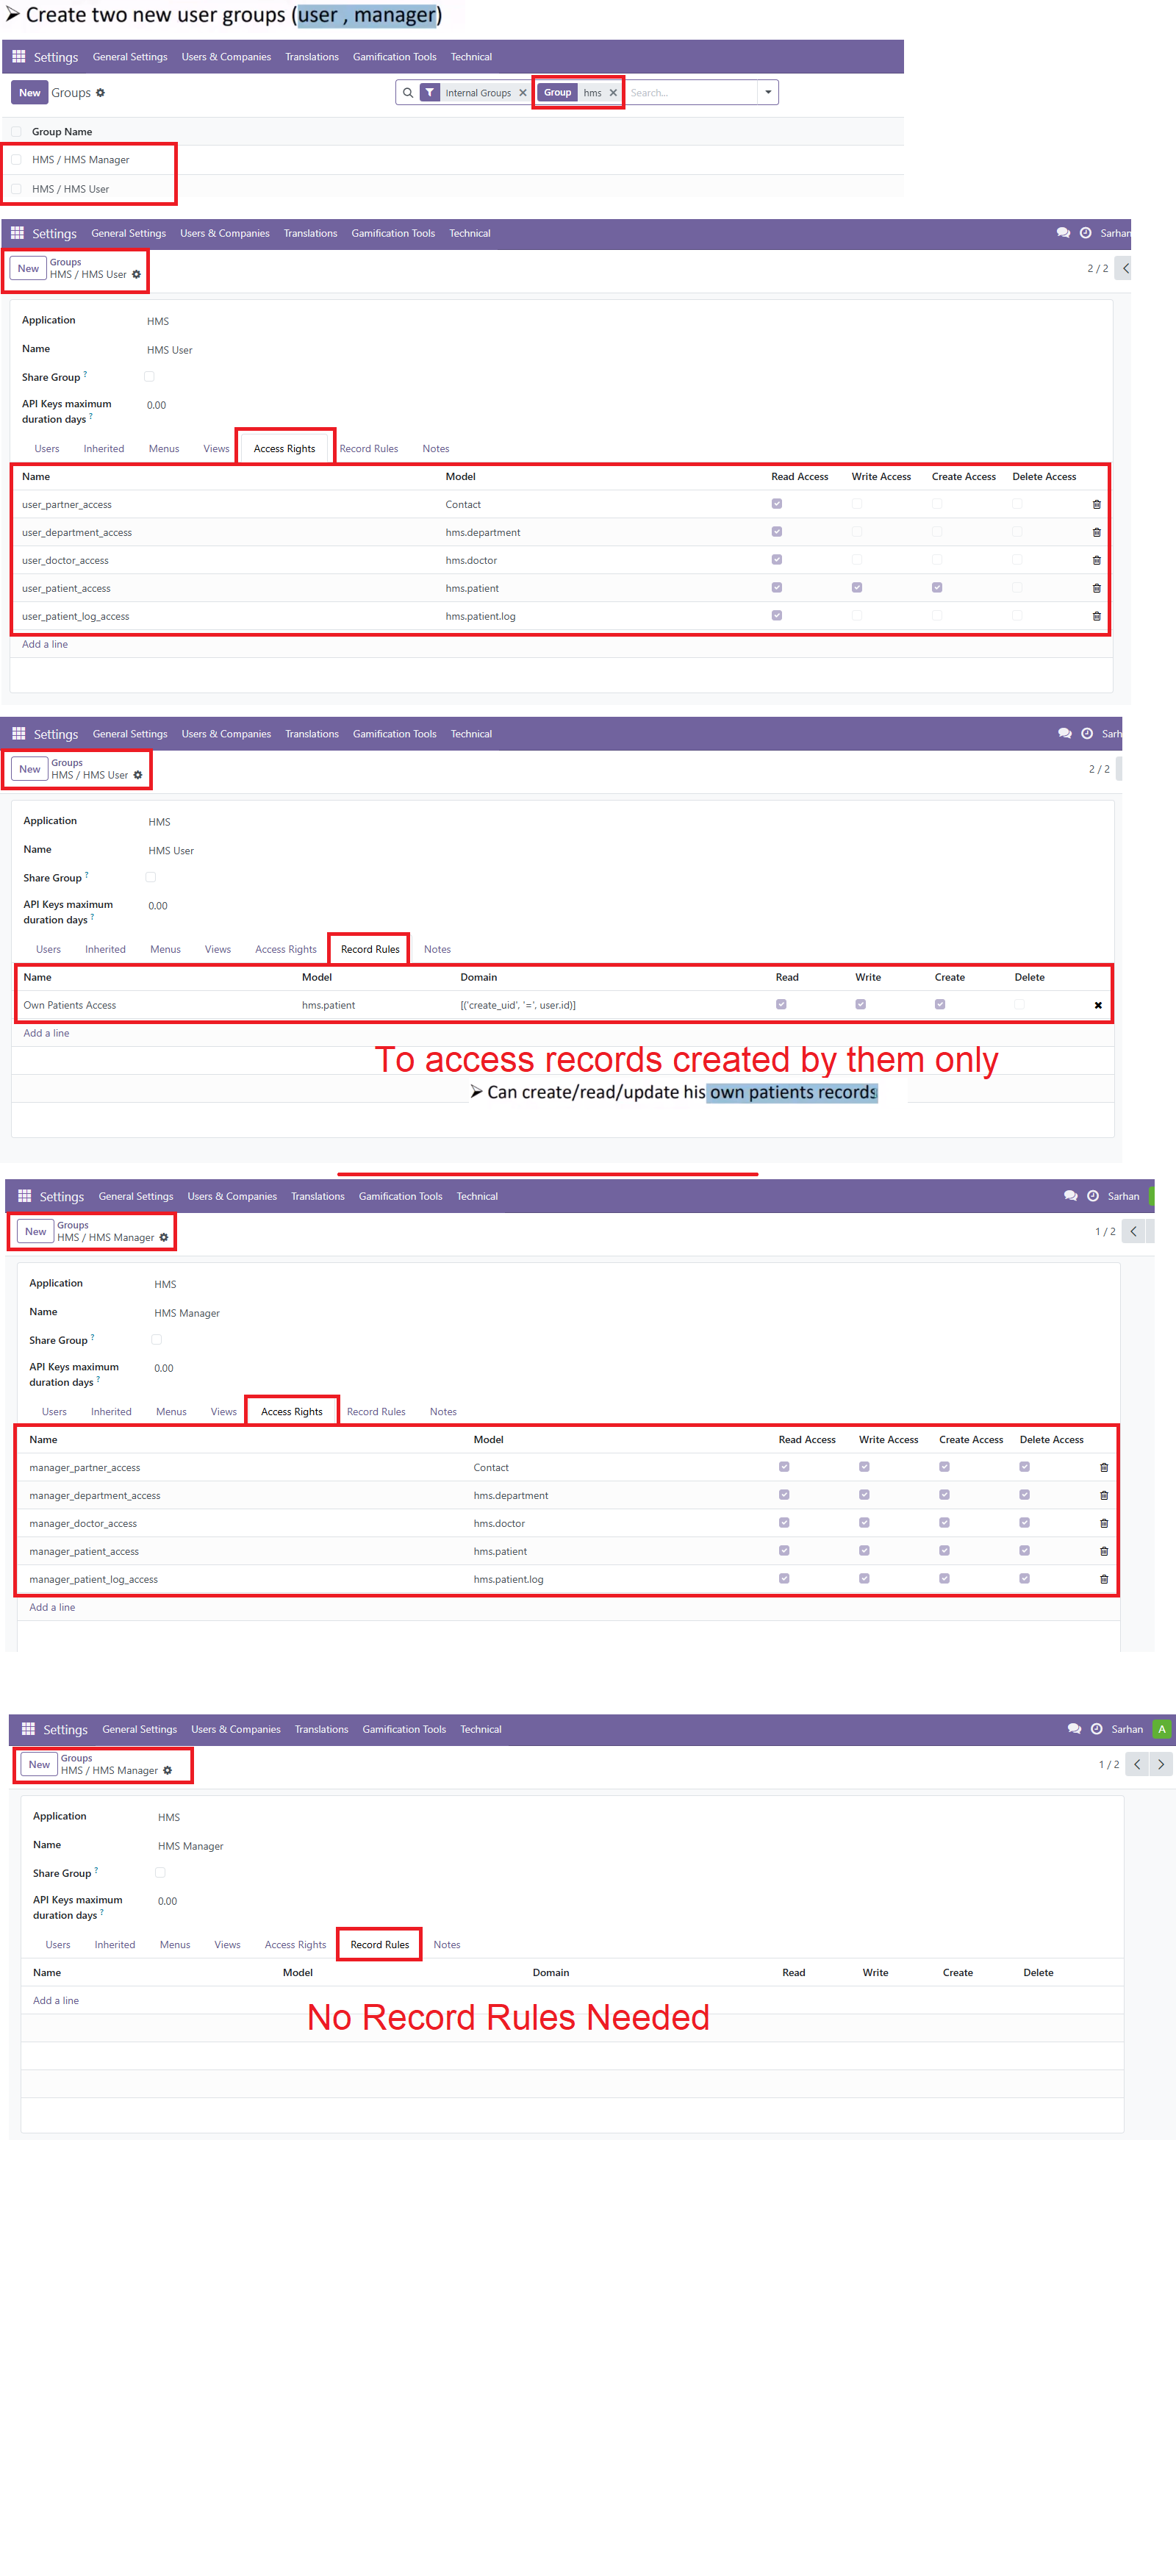 ➢ Create two new user groups (user , manager)
Settings General Settings Users & Companies Translations Gamification Tools Technical
New Groups Internal Groups Group hms Search...
Group Name
HMS / HMS Manager
HMS / HMS User
Settings General Settings Users & Companies Translations Gamification Tools Technical Sarhan
New Groups
HMS / HMS User 2 / 2
Application HMS
Name HMS User
Share Group ?
API Keys maximum 0.00
duration days ?
Users Inherited Menus Views Access Rights Record Rules Notes
Name Model Read Access Write Access Create Access Delete Access
user_partner_access Contact
user_department_access hms.department
user_doctor_access hms.doctor
user_patient_access hms.patient
user_patient_log_access hms.patient.log
Add a line
Settings General Settings Users & Companies Translations Gamification Tools Technical Sarh
New Groups
HMS / HMS User 2 / 2
Application HMS
Name HMS User
Share Group ?
API Keys maximum 0.00
duration days ?
Users Inherited Menus Views Access Rights Record Rules Notes
Name Model Domain Read Write Create Delete
Own Patients Access hms.patient [('create_uid', '=', user.id)]
Add a line
To access records created by them only
➢ Can create/read/update his own patients records
Settings General Settings Users & Companies Translations Gamification Tools Technical Sarhan
New Groups
HMS / HMS Manager 1 / 2
Application HMS
Name HMS Manager
Share Group ?
API Keys maximum 0.00
duration days ?
Users Inherited Menus Views Access Rights Record Rules Notes
Name Model Read Access Write Access Create Access Delete Access
manager_partner_access Contact
manager_department_access hms.department
manager_doctor_access hms.doctor
manager_patient_access hms.patient
manager_patient_log_access hms.patient.log
Add a line
Settings General Settings Users & Companies Translations Gamification Tools Technical Sarhan A
New Groups
HMS / HMS Manager 1 / 2
Application HMS
Name HMS Manager
Share Group ?
API Keys maximum 0.00
duration days ?
Users Inherited Menus Views Access Rights Record Rules Notes
Name Model Domain Read Write Create Delete
Add a line
No Record Rules Needed